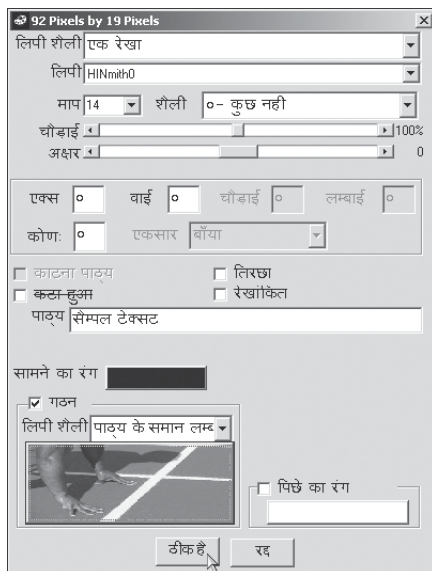 92 Pixels by 19 Pixels
लिपी शैली एक रेखा
लिपी HINmith0
माप 14 शैली ०- कुछ नही
चौड़ाई 100%
अक्षर 0
एक्स ० वाई ० चौड़ाई ० लम्बाई ०
कोणः ० एकसार बाँया
काटना पाठ्य तिरछा
कटा हुआ रेखांकित
पाठ्य सैम्पल टेक्सट
सामने का रंग
गठन
लिपी शैली पाठ्य के समान लम्ब
पिछे का रंग
ठीक है रद्द